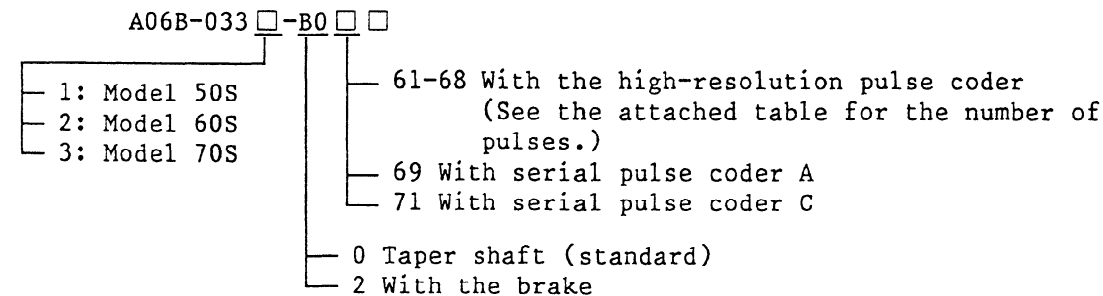 A06B-033□-B0□□
61-68 With the high-resolution pulse coder
1: Model 50S
(See the attached table for the number of
2: Model 60S
pulses.)
3: Model 70S
69 With serial pulse coder A
71 With serial pulse coder C
0 Taper shaft (standard)
2 With the brake